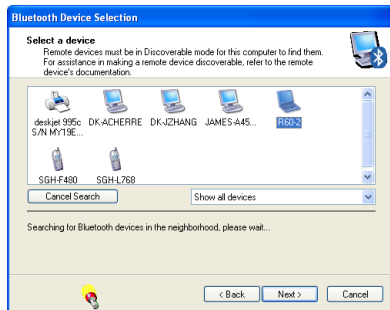 Bluetooth Device Selection
Select a device
Remote devices must be in Discoverable mode for this computer to find them.
For assistance in making a remote device discoverable, refer to the remote
device's documentation.
deskjet 995c DK-ACHERRE DK-JZHANG JAMES-A45... R60-2
S/N MY19E...
SGH-F480 SGH-L768
Cancel Search Show all devices
Searching for Bluetooth devices in the neighborhood, please wait...
< Back Next > Cancel